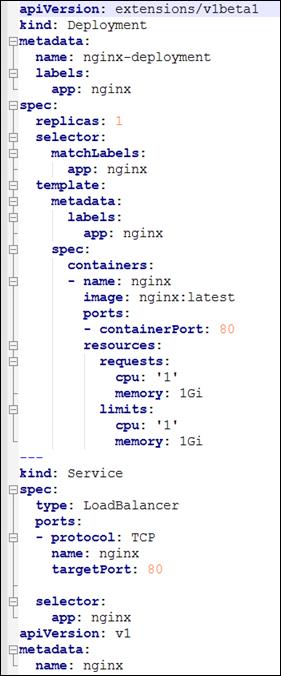 apiVersion: extensions/v1beta1
kind: Deployment
metadata:
  name: nginx-deployment
  labels:
    app: nginx
spec:
  replicas: 1
  selector:
    matchLabels:
      app: nginx
  template:
    metadata:
      labels:
        app: nginx
    spec:
      containers:
      - name: nginx
        image: nginx:latest
        ports:
        - containerPort: 80
        resources:
          requests:
            cpu: '1'
            memory: 1Gi
          limits:
            cpu: '1'
            memory: 1Gi
---
kind: Service
spec:
  type: LoadBalancer
  ports:
  - protocol: TCP
    name: nginx
    targetPort: 80

  selector:
    app: nginx
apiVersion: v1
metadata:
  name: nginx